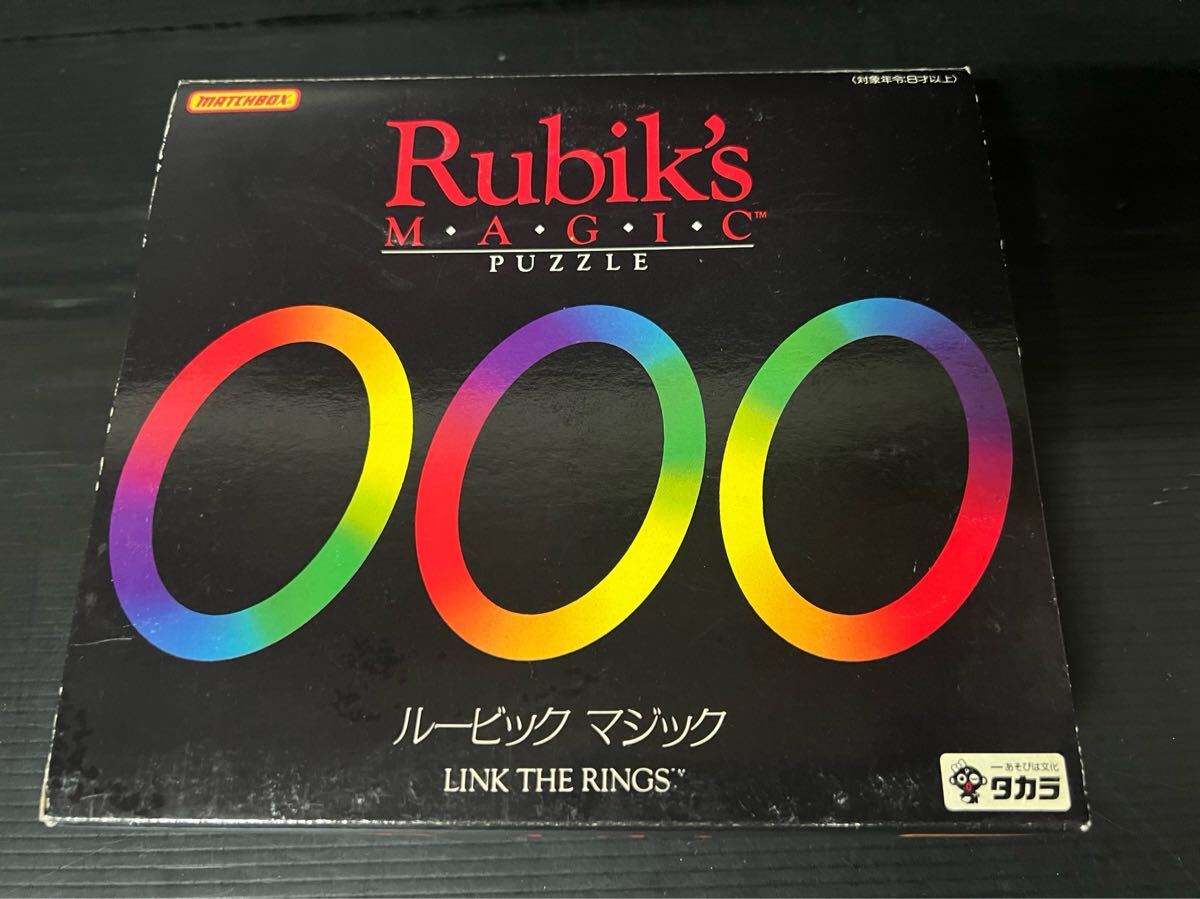 MATCHBOX
(対象年令:8才以上)
Rubik's
M·A·G·I·C™
PUZZLE
ルービック マジック
LINK THE RINGS™
—あそびは文化
タカラ